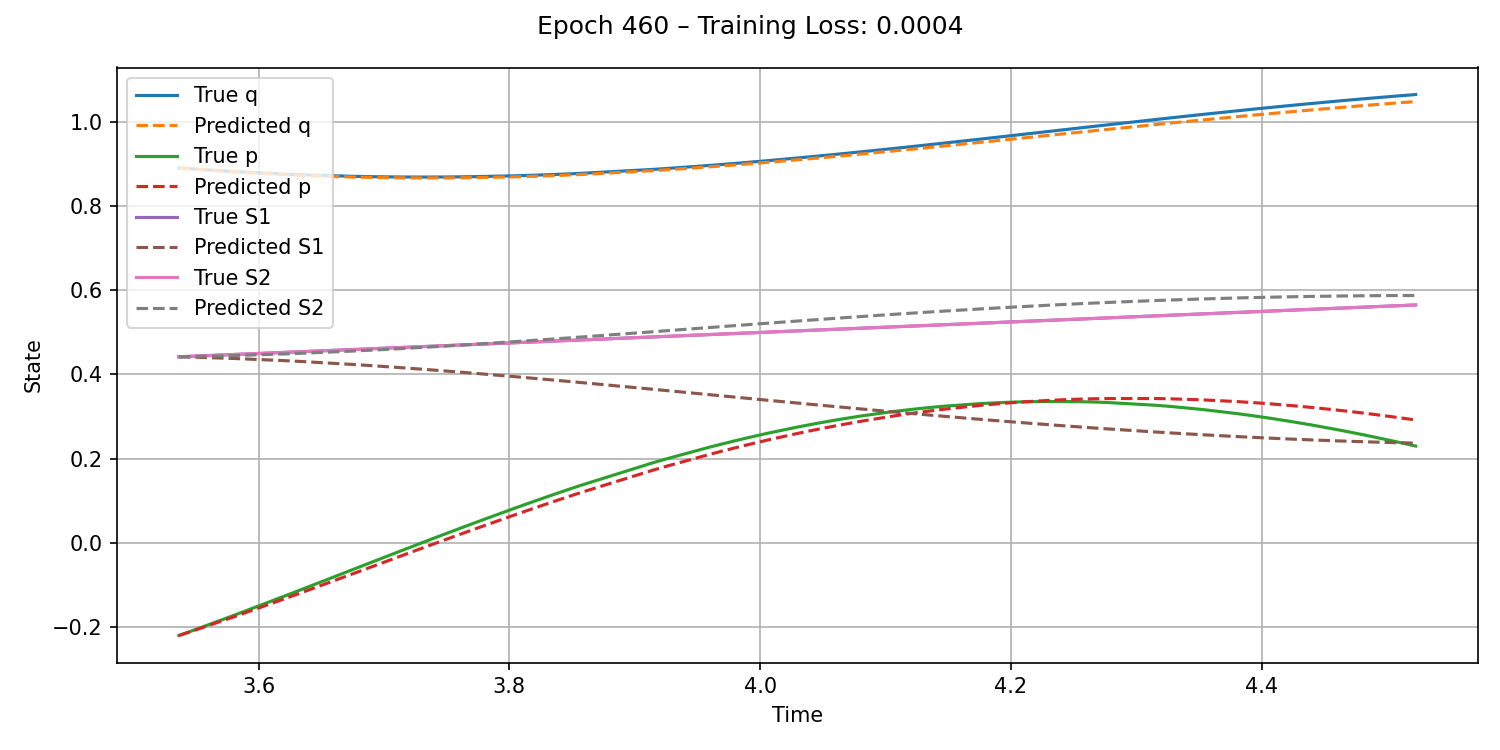 Epoch 460 – Training Loss: 0.0004
True q
Predicted q
True p
Predicted p
True S1
Predicted S1
True S2
Predicted S2
State
1.0
0.8
0.6
0.4
0.2
0.0
−0.2
3.6 3.8 4.0 4.2 4.4
Time